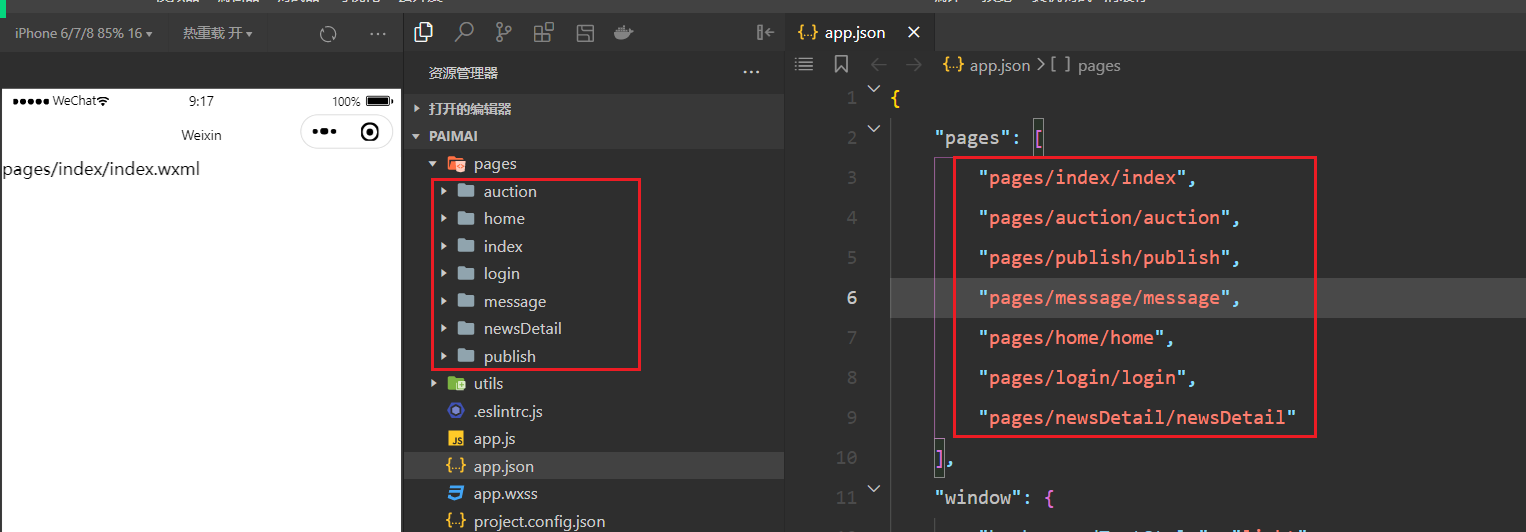 iPhone 6/7/8 85% 16
热重载 开
WeChat
9:17
100%
Weixin
pages/index/index.wxml
资源管理器
打开的编辑器
PAIMAI
pages
auction
home
index
login
message
newsDetail
publish
utils
.eslintrc.js
JS app.js
{..} app.json
app.wxss
{..} project.config.json
{..} app.json ×
{..} app.json > [ ] pages
1 {
2 "pages": [
3 "pages/index/index",
4 "pages/auction/auction",
5 "pages/publish/publish",
6 "pages/message/message",
7 "pages/home/home",
8 "pages/login/login",
9 "pages/newsDetail/newsDetail"
10 ],
11 "window": {